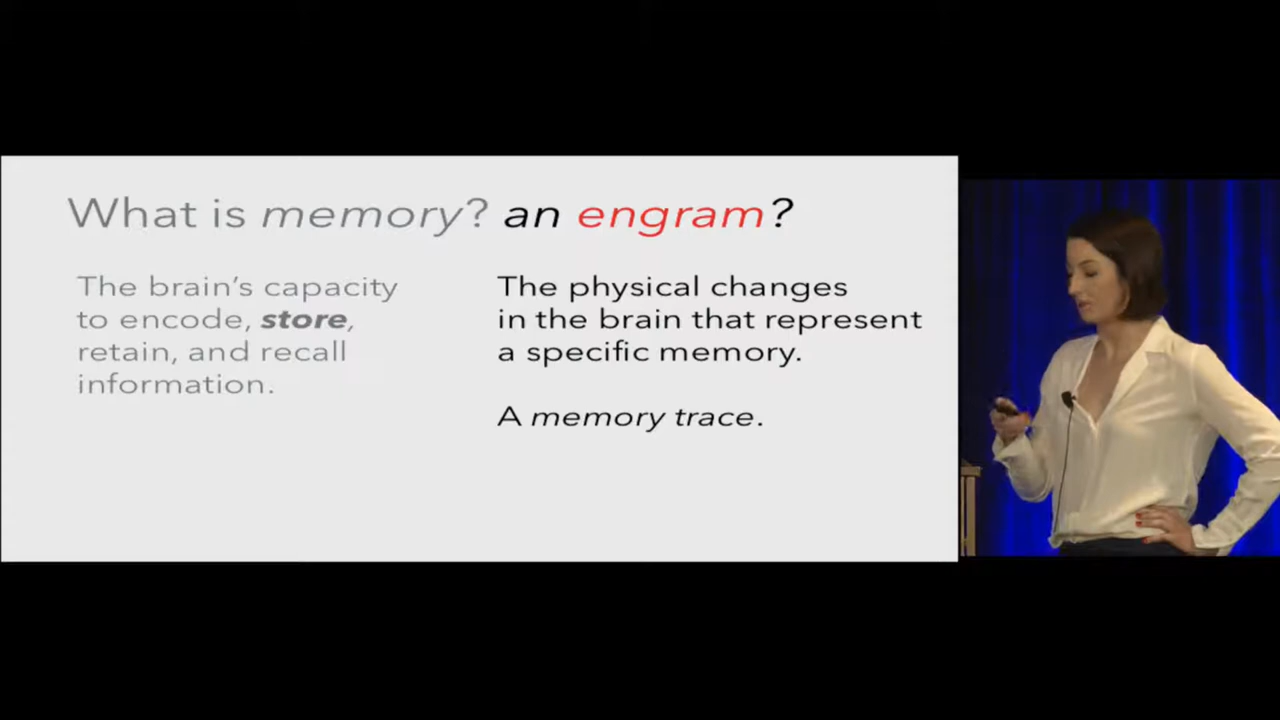 What is memory? an engram?
The brain’s capacity
to encode, store,
retain, and recall
information.
The physical changes
in the brain that represent
a specific memory.
A memory trace.